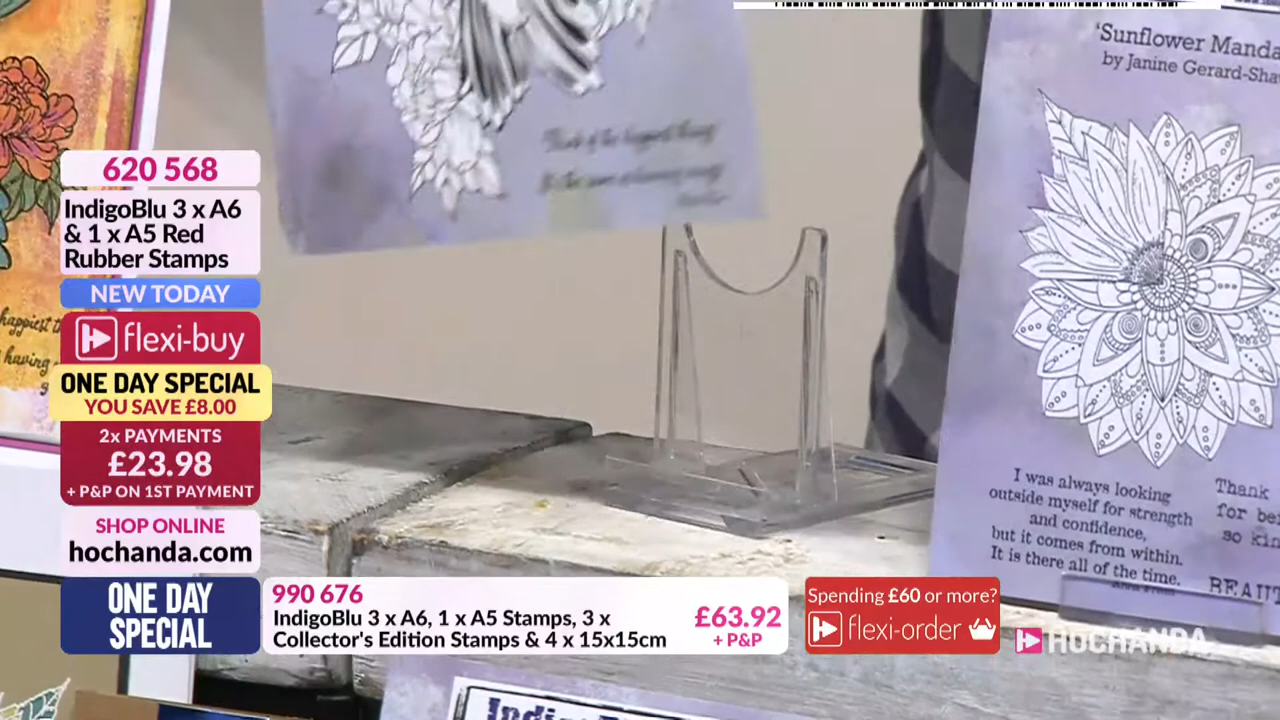 'Sunflower Manda
by Janine Gerard-Sha
620 568
IndigoBlu 3 x A6
& 1 x A5 Red
Rubber Stamps
NEW TODAY
flexi-buy
ONE DAY SPECIAL
YOU SAVE £8.00
2x PAYMENTS
£23.98
+ P&P ON 1ST PAYMENT
SHOP ONLINE
hochanda.com
happiest
having
I was always looking
outside myself for strength
and confidence,
but it comes from within.
It is there all of the time.
Thank
for be
so kin
BEAUT
ONE DAY
SPECIAL
990 676
IndigoBlu 3 x A6, 1 x A5 Stamps, 3 x
Collector's Edition Stamps & 4 x 15x15cm
£63.92
+ P&P
Spending £60 or more?
flexi-order
HOCHANDA